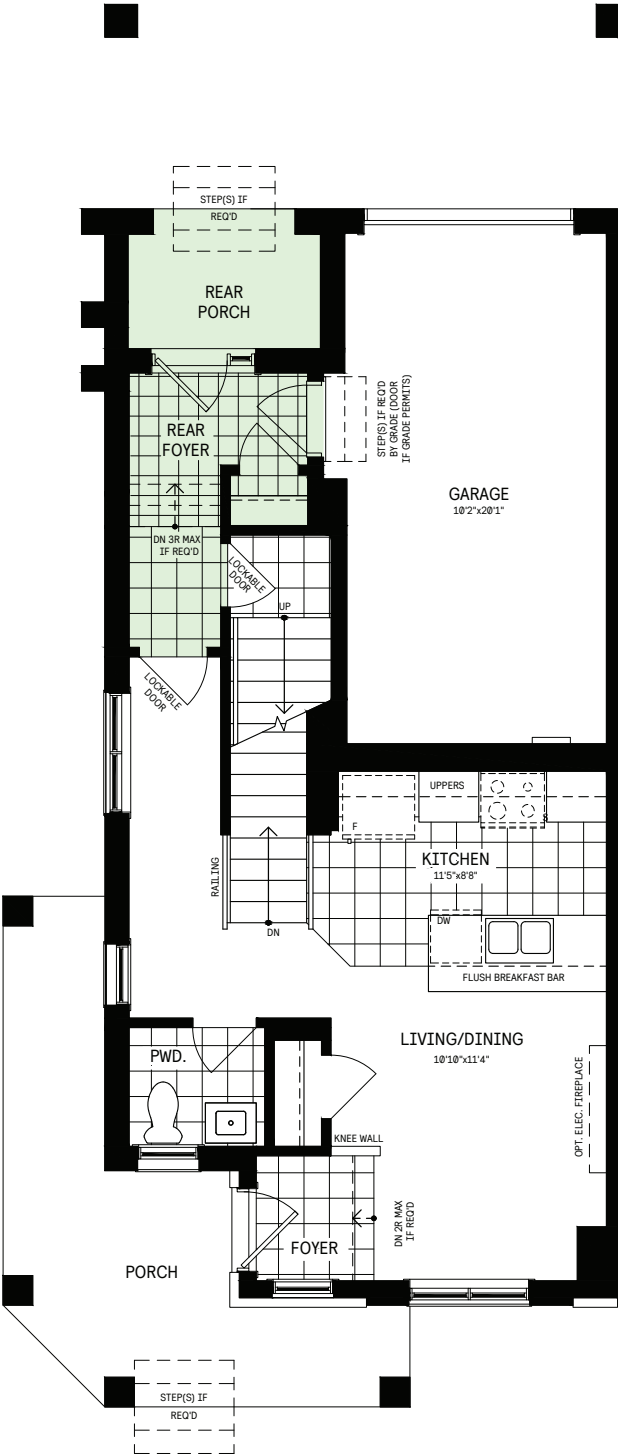 STEP(S) IF
REQ'D
REAR
PORCH
STEP(S) IF REQ'D
BY GRADE (DOOR
IF GRADE PERMITS)
REAR
FOYER
GARAGE
10'2"x20'1"
DN 3R MAX
IF REQ'D
LOCKABLE
DOOR
UP
LOCKABLE
DOOR
UPPERS
S
F
KITCHEN
11'5"x8'8"
RAILING
DW
DN
FLUSH BREAKFAST BAR
LIVING/DINING
10'10"x11'4"
PWD.
OPT. ELEC. FIREPLACE
KNEE WALL
DN 2R MAX
IF REQ'D
FOYER
PORCH
STEP(S) IF
REQ'D